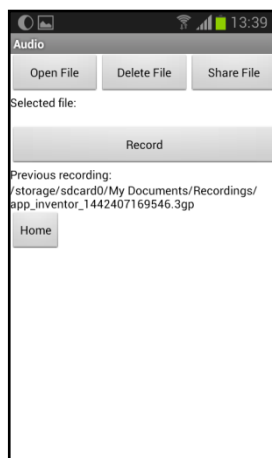 13:39
Audio
Open File Delete File Share File
Selected file:
Record
Previous recording:
/storage/sdcard0/My Documents/Recordings/
app_inventor_1442407169546.3gp
Home